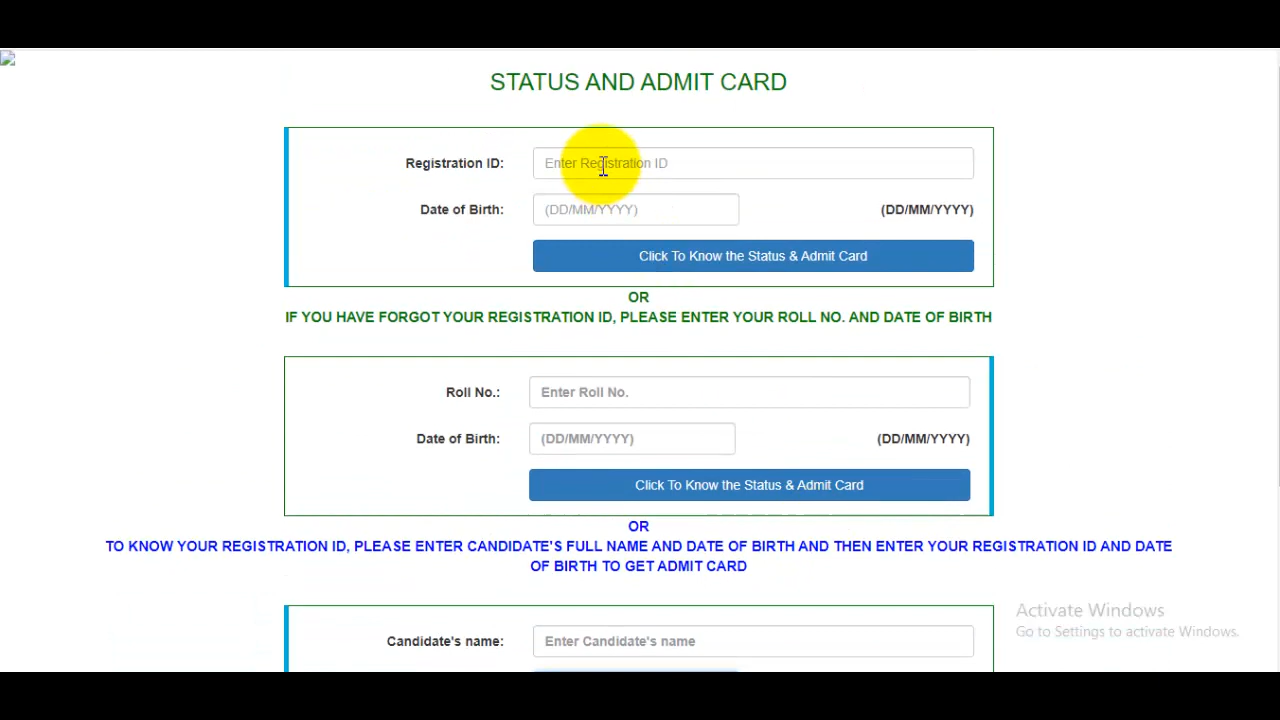 STATUS AND ADMIT CARD
Registration ID: Enter Registration ID
Date of Birth: (DD/MM/YYYY) (DD/MM/YYYY)
Click To Know the Status & Admit Card
OR
IF YOU HAVE FORGOT YOUR REGISTRATION ID, PLEASE ENTER YOUR ROLL NO. AND DATE OF BIRTH
Roll No.: Enter Roll No.
Date of Birth: (DD/MM/YYYY) (DD/MM/YYYY)
Click To Know the Status & Admit Card
OR
TO KNOW YOUR REGISTRATION ID, PLEASE ENTER CANDIDATE'S FULL NAME AND DATE OF BIRTH AND THEN ENTER YOUR REGISTRATION ID AND DATE
OF BIRTH TO GET ADMIT CARD
Candidate's name: Enter Candidate's name
Activate Windows
Go to Settings to activate Windows.